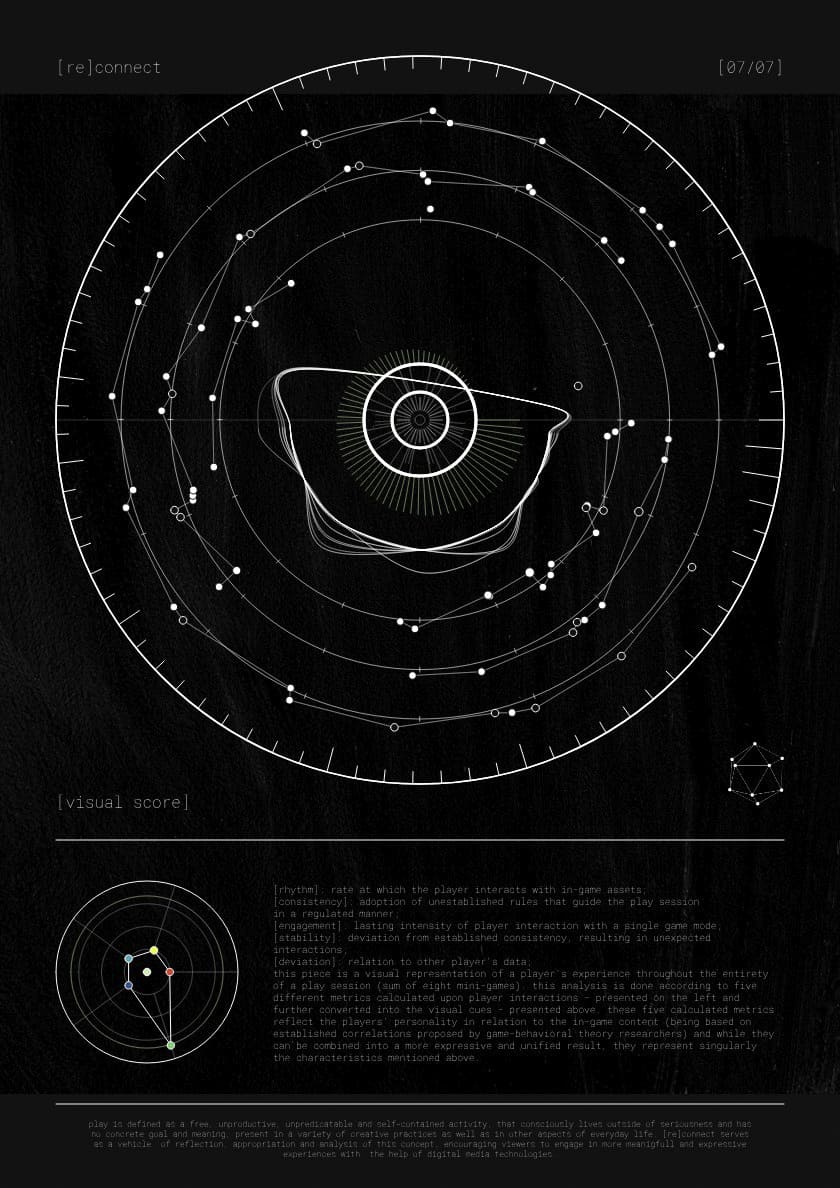 [re]connect
[07/07]
[visual score]
[rhythm]: rate at which the player interacts with in-game assets;
[consistency]: adoption of unestablished rules that guide the play session
in a regulated manner;
[engagement]: lasting intensity of player interaction with a single game mode;
[stability]: deviation from established consistency, resulting in unexpected
interactions;
[deviation]: relation to other player's data;
this piece is a visual representation of a player's experience throughout the entirety
of a play session (sum of eight mini-games). this analysis is done according to five
different metrics calculated upon player interactions - presented on the left and
further converted into the visual cues - presented above. these five calculated metrics
reflect the players' personality in relation to the in-game content (being based on
established correlations proposed by game-behavioral theory researchers) and while they
can be combined into a more expressive and unified result, they represent singularly
the characteristics mentioned above.
play is defined as a free, unproductive, unpredicatable and self-contained activity, that consciously lives outside of seriousness and has
no concrete goal and meaning, present in a variety of creative practices as well as in other aspects of everyday life. [re]connect serves
as a vehicle of reflection, appropriation and analysis of this concept, encouraging viewers to engage in more meanigfull and expressive
experiences with the help of digital media technologies